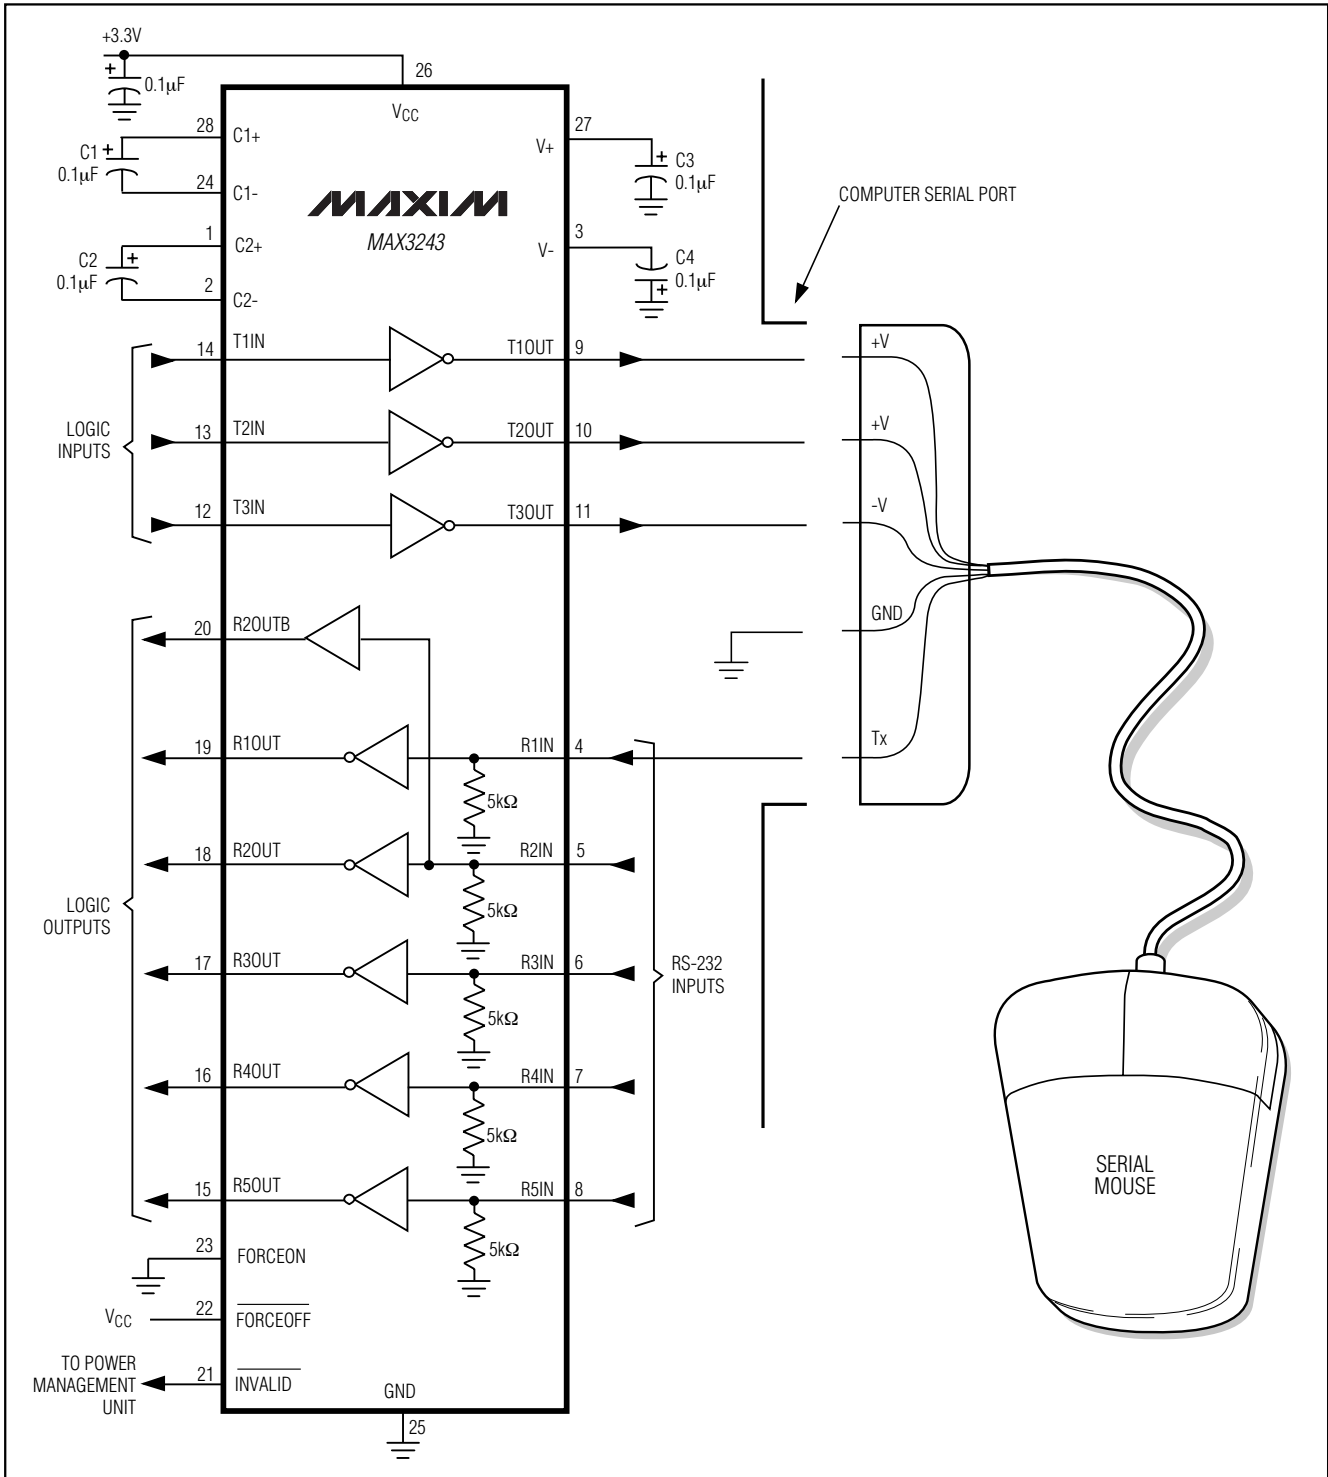 +3.3V
26
0.1μF
VCC
28
C1+
C1
0.1μF
24
C1-
27
V+
C3
0.1μF
MAXIM
MAX3243
COMPUTER SERIAL PORT
1
C2+
C2
0.1μF
2
C2-
3
V-
C4
0.1μF
14
T1IN
T1OUT
9
+V
LOGIC
INPUTS
13
T2IN
T2OUT
10
+V
12
T3IN
T3OUT
11
-V
20
R2OUTB
GND
19
R1OUT
R1IN
4
Tx
5kΩ
18
R2OUT
R2IN
5
5kΩ
LOGIC
OUTPUTS
17
R3OUT
R3IN
6
5kΩ
RS-232
INPUTS
16
R4OUT
R4IN
7
5kΩ
15
R5OUT
R5IN
8
5kΩ
SERIAL
MOUSE
23
FORCEON
VCC
22
FORCEOFF
TO POWER
MANAGEMENT
UNIT
21
INVALID
GND
25